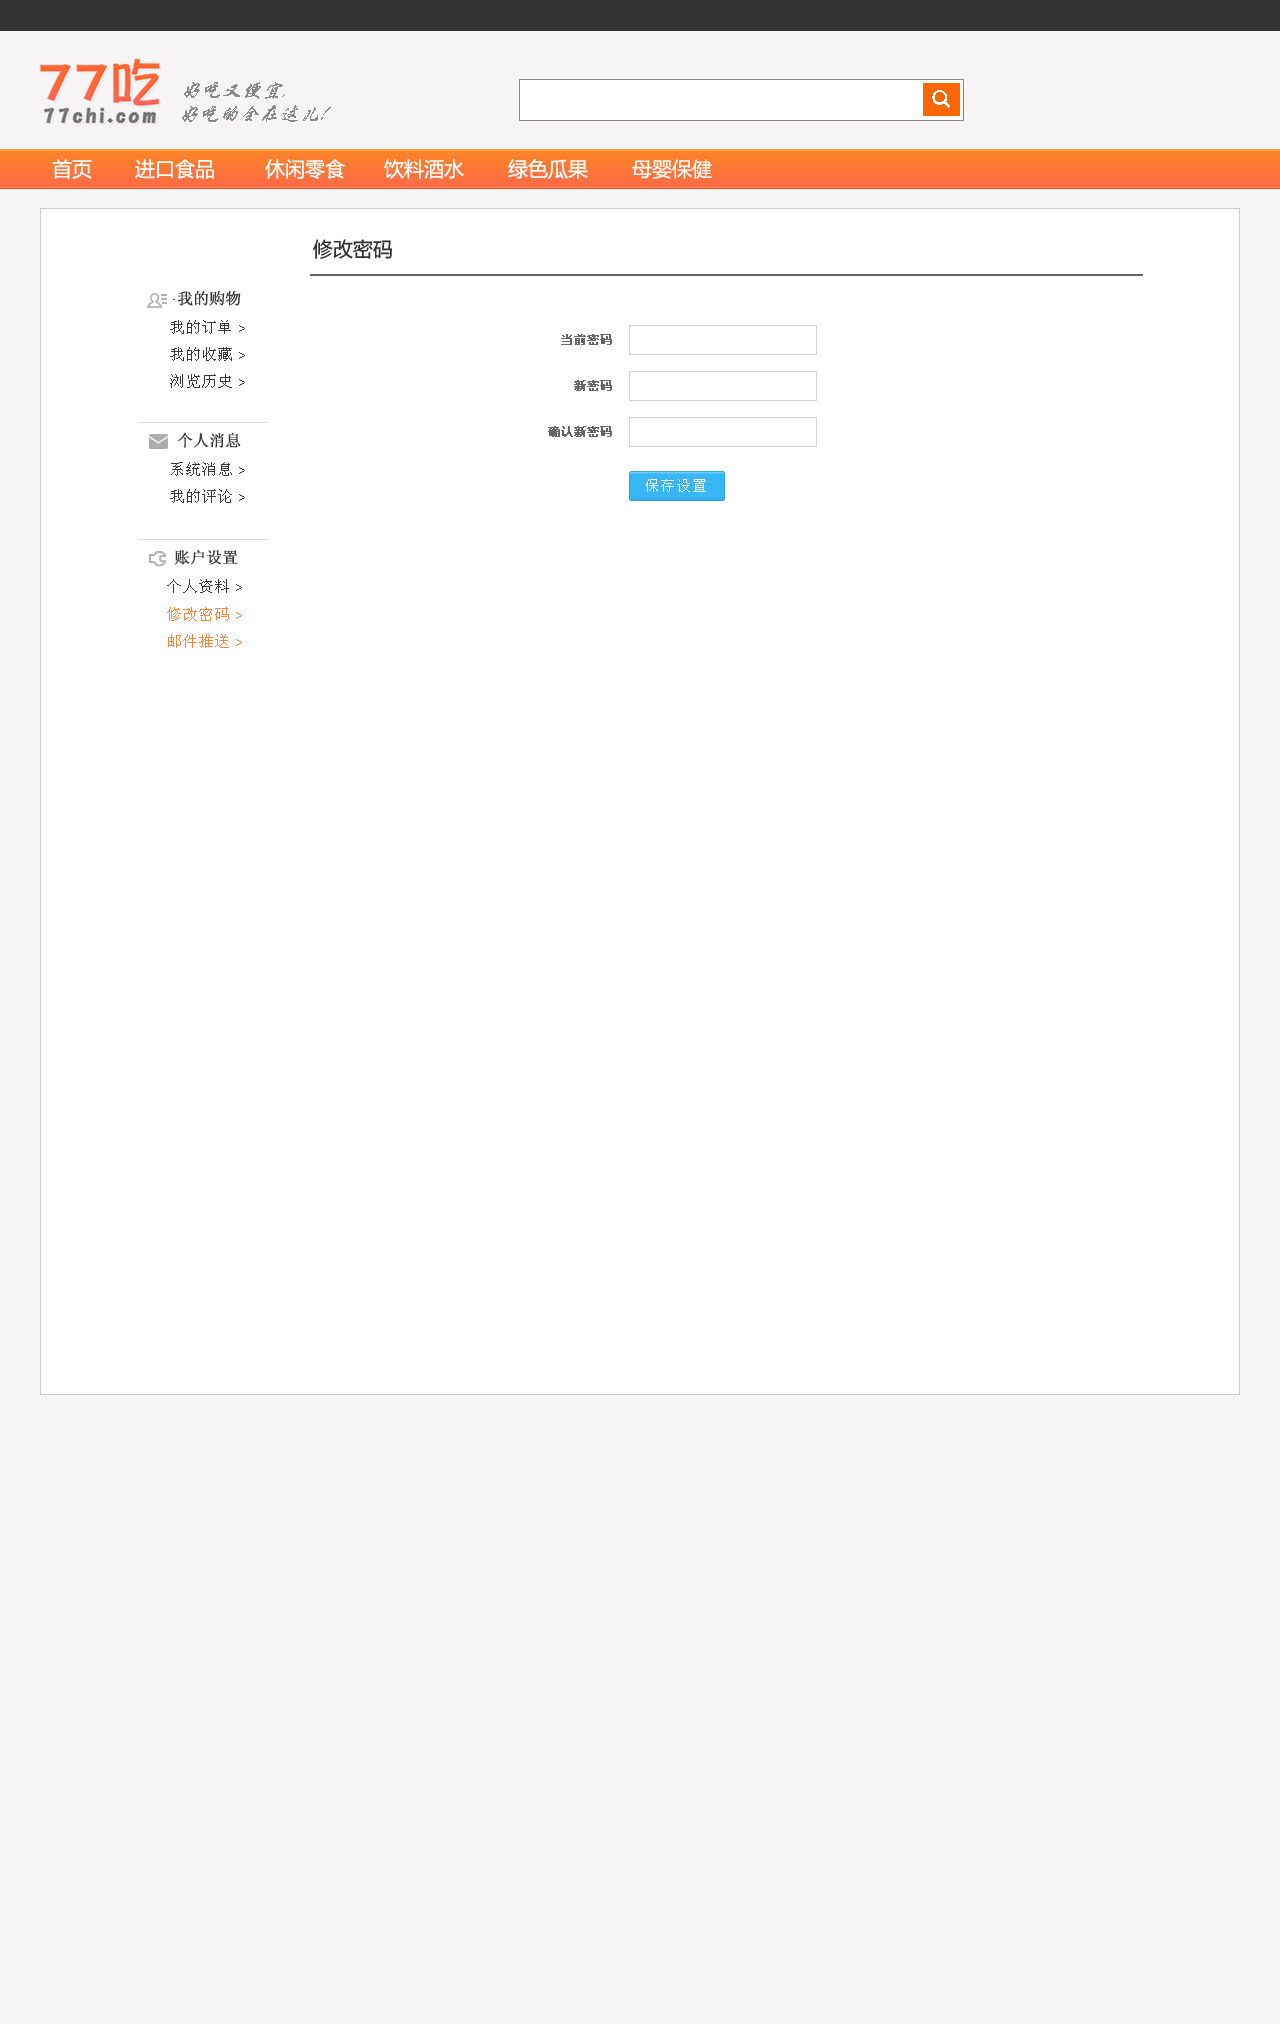 77吃
77chi.com
好吃又便宜,
好吃的全在这儿!
首页 进口食品 休闲零食 饮料酒水 绿色瓜果 母婴保健
修改密码
·我的购物
我的订单 >
我的收藏 >
浏览历史 >
个人消息
系统消息 >
我的评论 >
账户设置
个人资料 >
修改密码 >
邮件推送 >
当前密码
新密码
确认新密码
保存设置